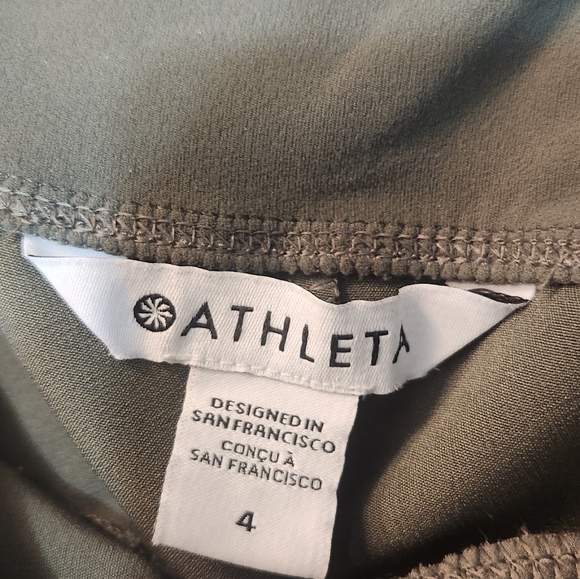 ATHLETA
DESIGNED IN
SAN FRANCISCO
CONÇU À
SAN FRANCISCO
4